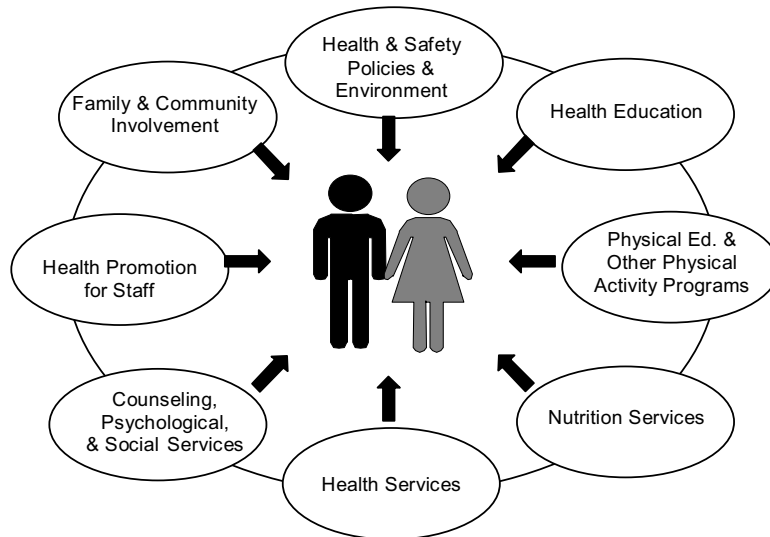 Health & Safety
Policies &
Environment
Family & Community
Involvement
Health Education
Health Promotion
for Staff
Physical Ed. &
Other Physical
Activity Programs
Counseling,
Psychological,
& Social Services
Nutrition Services
Health Services